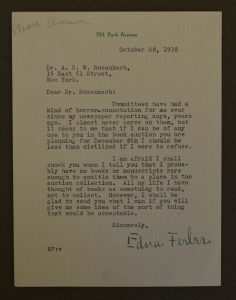 Please Answer
791 Park Avenue
October 28, 1938
Dr. A. S. W. Rosenbach,
15 East 51 Street,
New York.
Dear Dr. Rosenbach:
Committees have had a
kind of horror-connotation for me ever
since my newspaper reporting days, years
ago. I almost never serve on them, but
it seems to me that if I can be of any
use to you in the book auction you are
planning for December 8th I should be
less than civilized if I were to refuse.
I am afraid I shall
shock you when I tell you that I prob-
ably have no books or manuscripts rare
enough to entitle them to a place in the
auction collection. All my life I have
thought of books as something to read,
not to collect. However, I shall be
glad to send you what I can if you will
give me some idea of the sort of thing
that would be acceptable.
Sincerely,
Edna Ferber
EF:v